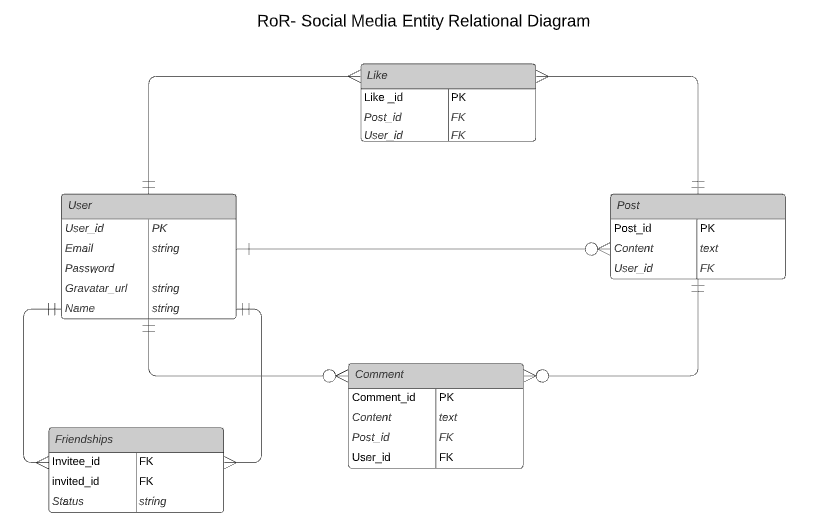 RoR- Social Media Entity Relational Diagram
Like
Like _id PK
Post_id FK
User_id FK
User
User_id PK
Email string
Password
Gravatar_url string
Name string
Post
Post_id PK
Content text
User_id FK
Comment
Comment_id PK
Content text
Post_id FK
User_id FK
Friendships
Invitee_id FK
invited_id FK
Status string